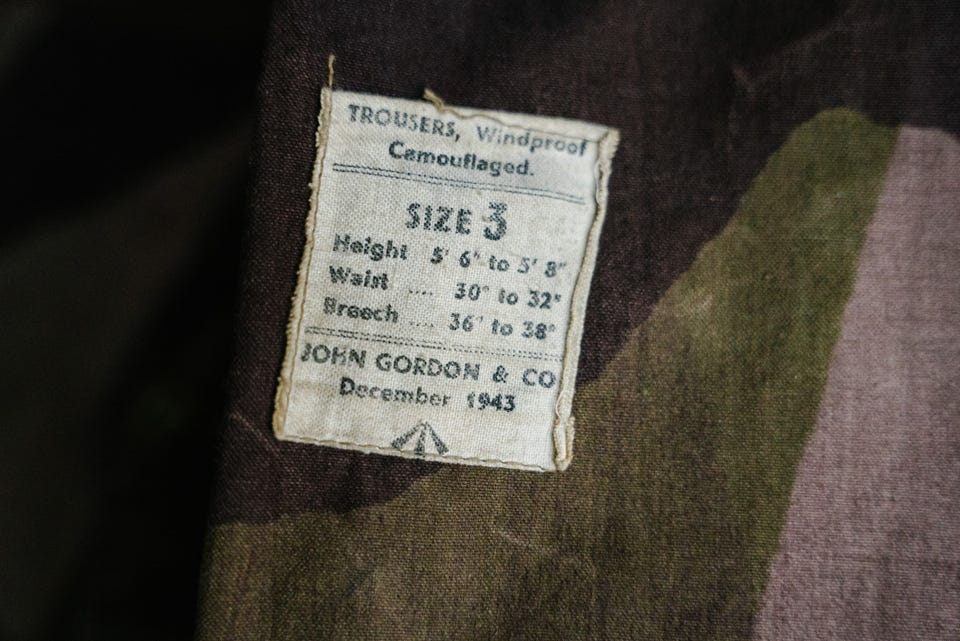 TROUSERS, Windproof
Camouflaged.
SIZE 3
Height 5' 6" to 5' 8"
Waist .... 30" to 32"
Breech .... 36" to 38"
JOHN GORDON & CO
December 1943